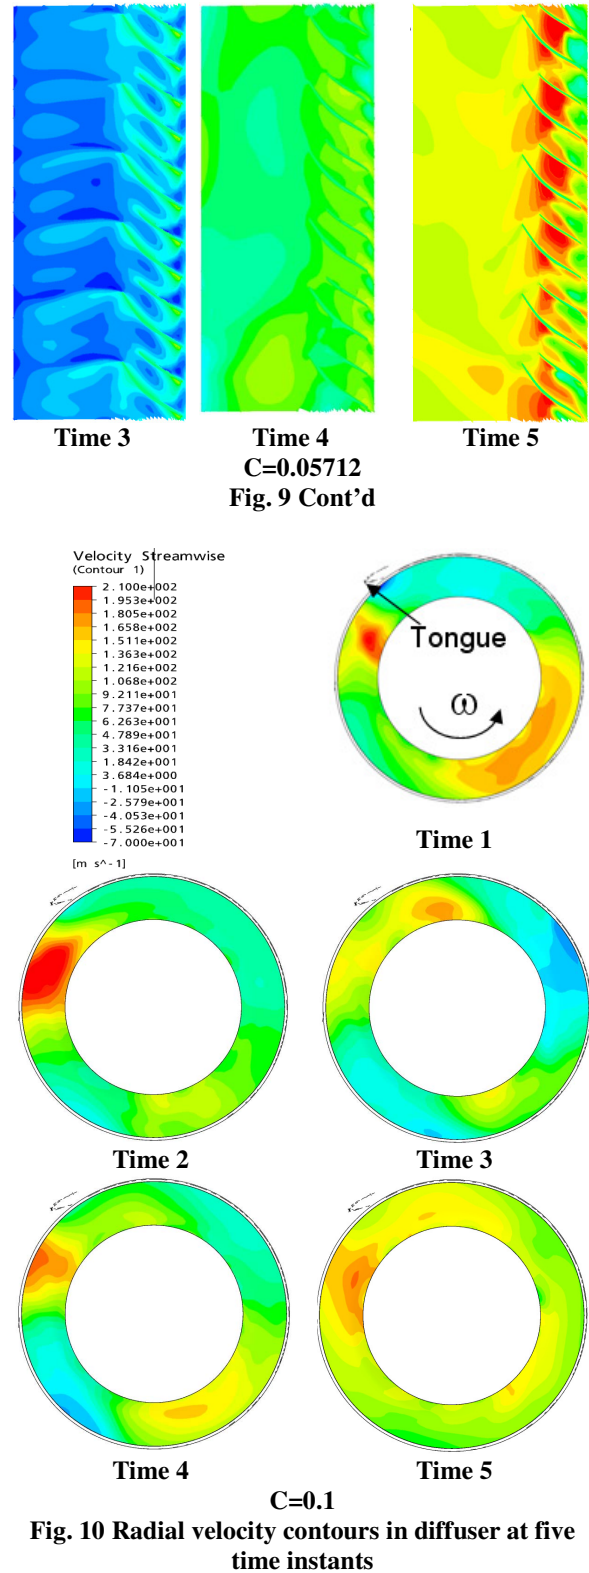 Time 3 Time 4 Time 5
C=0.05712
Fig. 9 Cont'd
Velocity Streamwise
(Contour 1)
2.100e+002
1.953e+002
1.805e+002
1.658e+002
1.511e+002
1.363e+002
1.216e+002
1.068e+002
9.211e+001
7.737e+001
6.263e+001
4.789e+001
3.316e+001
1.842e+001
3.684e+000
-1.105e+001
-2.579e+001
-4.053e+001
-5.526e+001
-7.000e+001
[m s^-1]
Tongue
ω
Time 1
Time 2 Time 3
Time 4 Time 5
C=0.1
Fig. 10 Radial velocity contours in diffuser at five
time instants